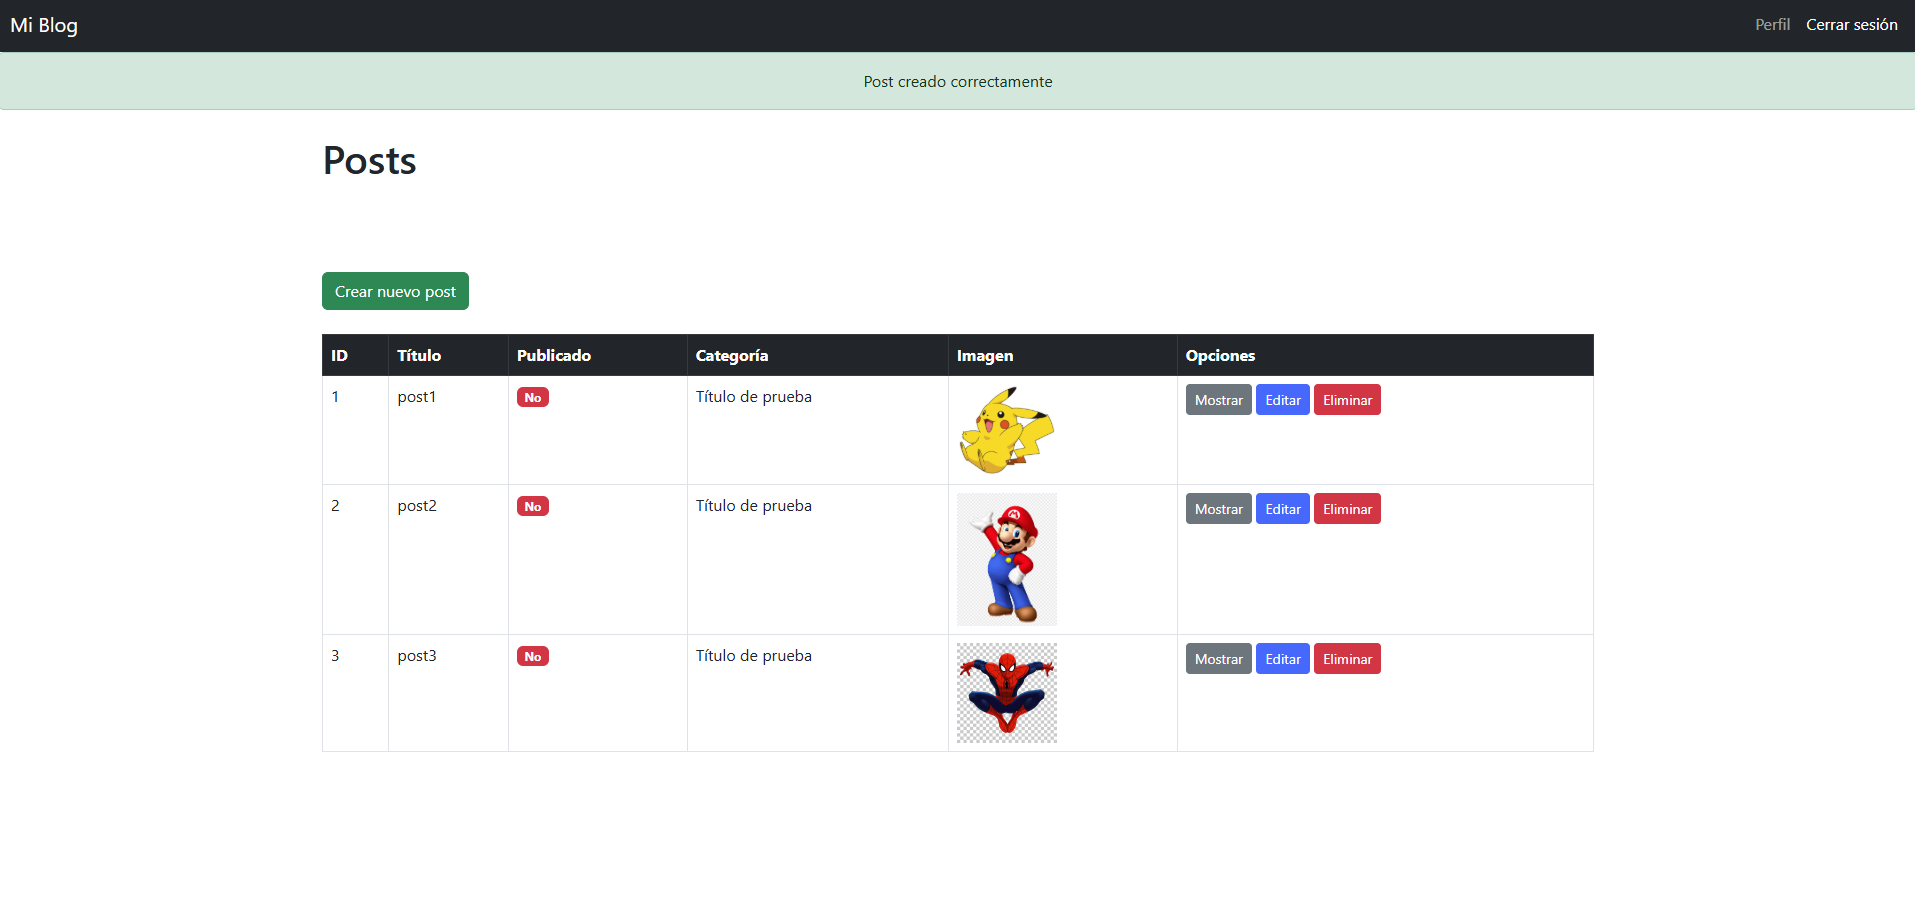 Mi Blog Perfil Cerrar sesión
Post creado correctamente
Posts
Crear nuevo post
ID Título Publicado Categoría Imagen Opciones
1 post1 No Título de prueba Mostrar Editar Eliminar
2 post2 No Título de prueba M Mostrar Editar Eliminar
3 post3 No Título de prueba Mostrar Editar Eliminar